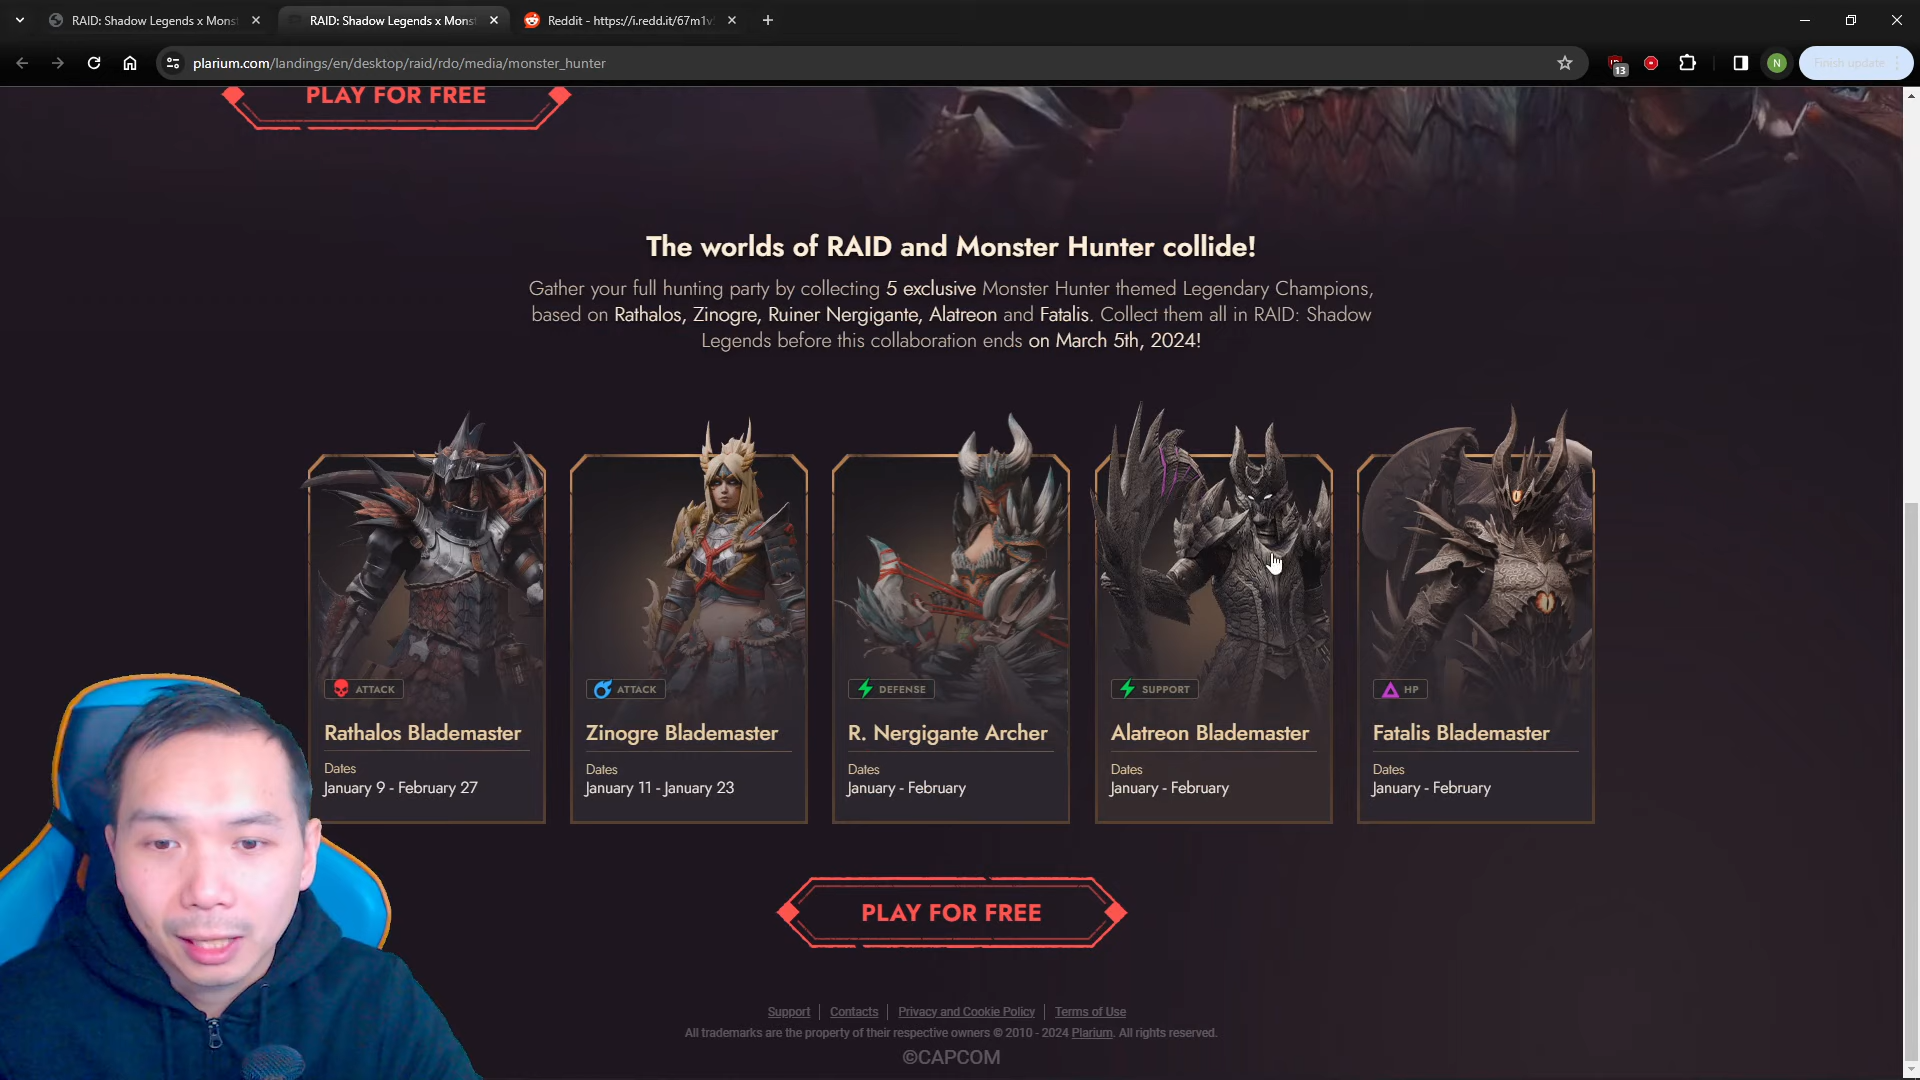 RAID: Shadow Legends x Monst
RAID: Shadow Legends x Mons
Reddit - https://i.redd.it/67m1v
plarium.com/landings/en/desktop/raid/rdo/media/monster_hunter
13
N
Finish update
PLAY FOR FREE
The worlds of RAID and Monster Hunter collide!
Gather your full hunting party by collecting 5 exclusive Monster Hunter themed Legendary Champions,
based on Rathalos, Zinogre, Ruiner Nergigante, Alatreon and Fatalis. Collect them all in RAID: Shadow
Legends before this collaboration ends on March 5th, 2024!
ATTACK
Rathalos Blademaster
Dates
January 9 - February 27
ATTACK
Zinogre Blademaster
Dates
January 11 - January 23
DEFENSE
R. Nergigante Archer
Dates
January - February
SUPPORT
Alatreon Blademaster
Dates
January - February
HP
Fatalis Blademaster
Dates
January - February
PLAY FOR FREE
Support
Contacts
Privacy and Cookie Policy
Terms of Use
All trademarks are the property of their respective owners © 2010 - 2024 Plarium. All rights reserved.
©CAPCOM